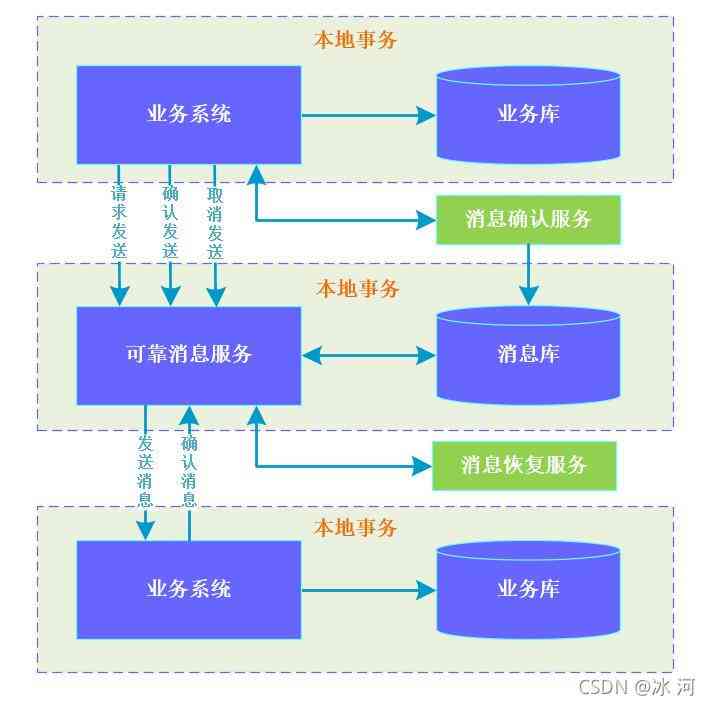 本地事务
业务系统
业务库
请求发送
确认发送
取消发送
消息确认服务
本地事务
可靠消息服务
消息库
发送消息
确认消息
消息恢复服务
本地事务
业务系统
业务库
CSDN @冰 河